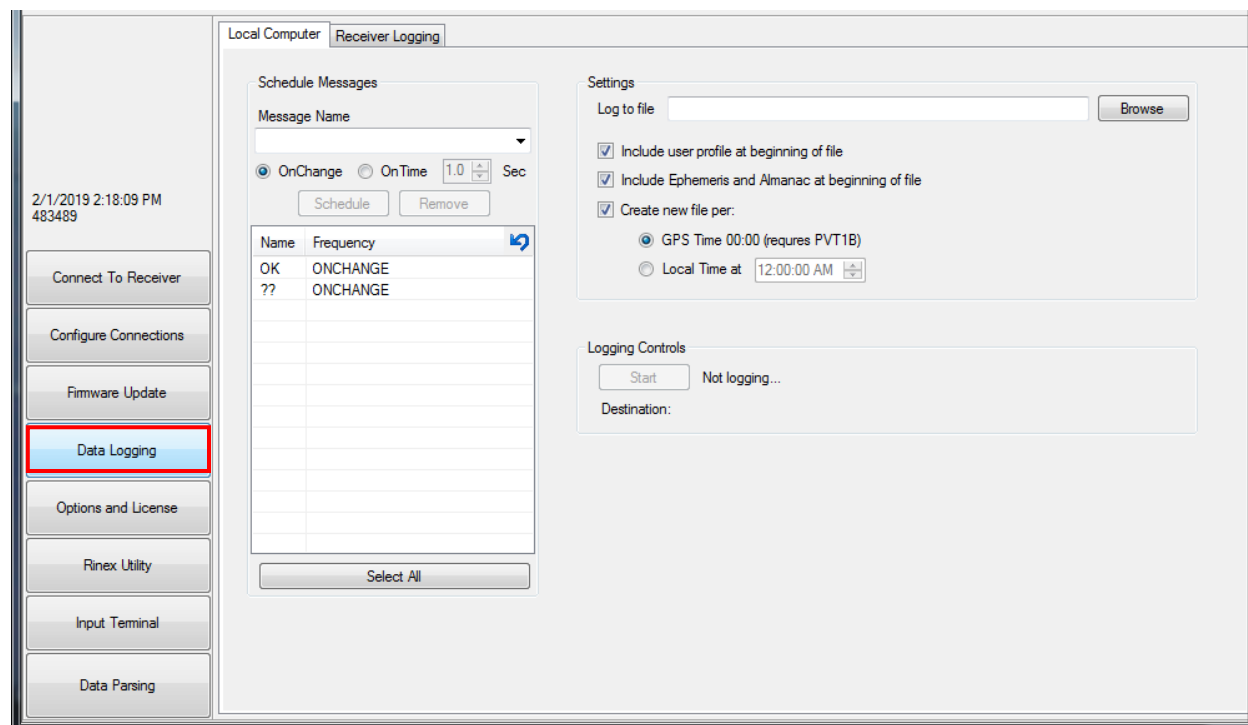 2/1/2019 2:18:09 PM
483489
Connect To Receiver
Configure Connections
Firmware Update
Data Logging
Options and License
Rinex Utility
Input Terminal
Data Parsing
Local Computer
Receiver Logging
Schedule Messages
Message Name
OnChange OnTime 1.0 Sec
Schedule Remove
Name Frequency
OK ONCHANGE
?? ONCHANGE
Select All
Settings
Log to file Browse
Include user profile at beginning of file
Include Ephemeris and Almanac at beginning of file
Create new file per:
GPS Time 00:00 (requres PVT1B)
Local Time at 12:00:00 AM
Logging Controls
Start Not logging...
Destination: